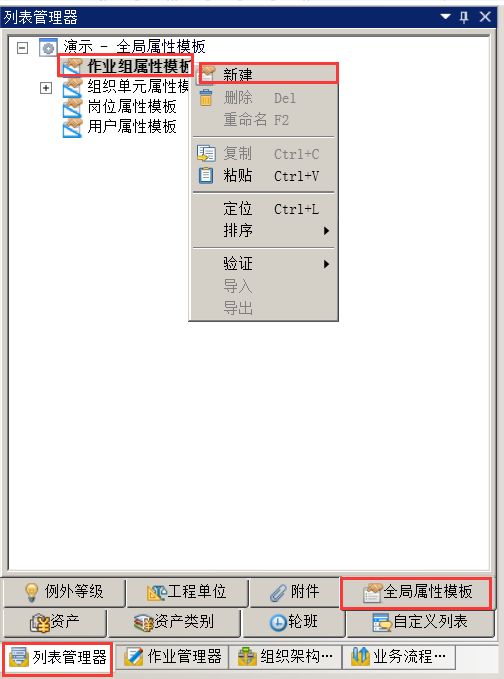 列表管理器
演示 - 全局属性模板
作业组属性模板
组织单元属性模
岗位属性模板
用户属性模板
新建
删除 Del
重命名 F2
复制 Ctrl+C
粘贴 Ctrl+V
定位 Ctrl+L
排序
验证
导入
导出
例外等级 工程单位 附件 全局属性模板
资产 资产类别 轮班 自定义列表
列表管理器 作业管理器 组织架构… 业务流程…